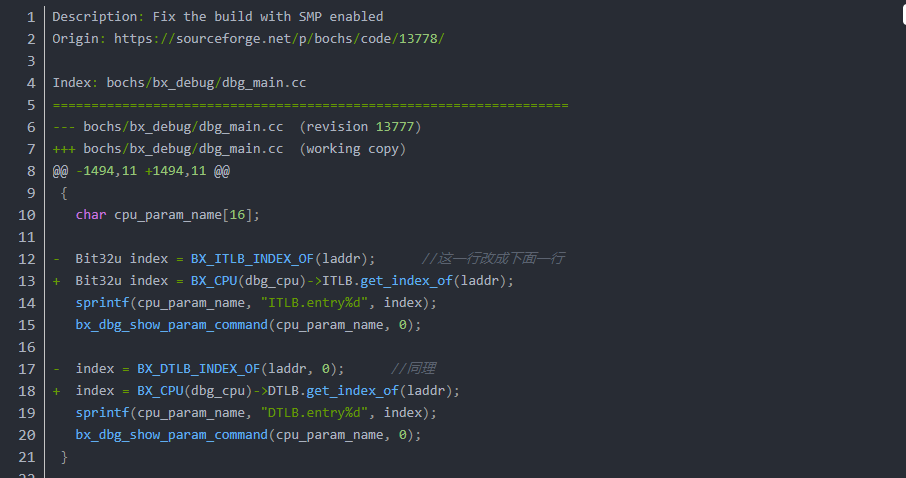 1 Description: Fix the build with SMP enabled
2 Origin: https://sourceforge.net/p/bochs/code/13778/
3
4 Index: bochs/bx_debug/dbg_main.cc
5 ===================================================================
6 --- bochs/bx_debug/dbg_main.cc  (revision 13777)
7 +++ bochs/bx_debug/dbg_main.cc  (working copy)
8 @@ -1494,11 +1494,11 @@
9  {
10    char cpu_param_name[16];
11
12 -  Bit32u index = BX_ITLB_INDEX_OF(laddr);      //这一行改成下面一行
13 +  Bit32u index = BX_CPU(dbg_cpu)->ITLB.get_index_of(laddr);
14    sprintf(cpu_param_name, "ITLB.entry%d", index);
15    bx_dbg_show_param_command(cpu_param_name, 0);
16
17 -  index = BX_DTLB_INDEX_OF(laddr, 0);      //同理
18 +  index = BX_CPU(dbg_cpu)->DTLB.get_index_of(laddr);
19    sprintf(cpu_param_name, "DTLB.entry%d", index);
20    bx_dbg_show_param_command(cpu_param_name, 0);
21  }